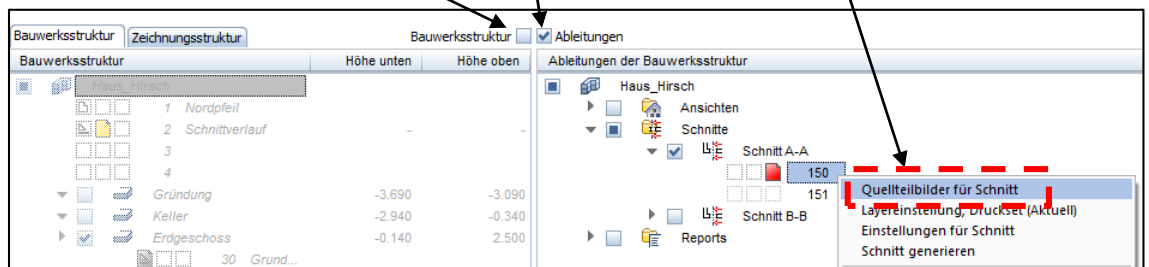 Bauwerksstruktur Zeichnungsstruktur Bauwerksstruktur Ableitungen
Bauwerksstruktur Höhe unten Höhe oben Ableitungen der Bauwerksstruktur
Haus_Hirsch Haus_Hirsch
1 Nordpfeil Ansichten
2 Schnittverlauf - - Schnitte
3 Schnitt A-A
4 150
Gründung -3.690 -3.090 151 Quellteilbilder für Schnitt
Keller -2.940 -0.340 Schnitt B-B Layereinstellung, Druckset (Aktuell)
Erdgeschoss -0.140 2.500 Reports Einstellungen für Schnitt
30 Grund... Schnitt generieren